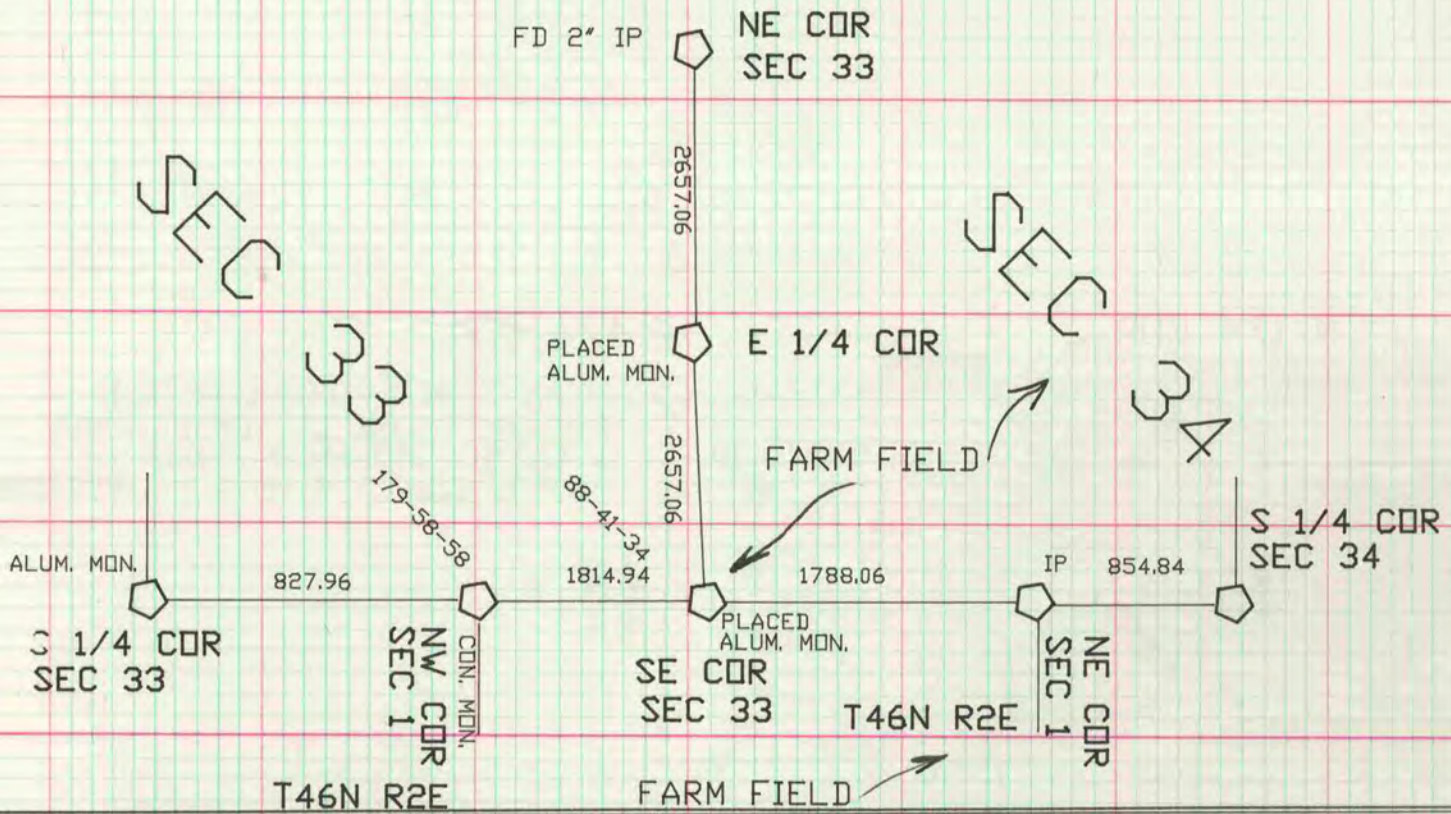 FD 2" IP
NE COR
SEC 33
2657.06
SEC 33
SEC 34
PLACED
ALUM. MON.
E 1/4 COR
2657.06
FARM FIELD
179-58-58
88-41-34
ALUM. MON.
827.96
1814.94
1788.06
IP
854.84
S 1/4 COR
SEC 34
1/4 COR
SEC 33
NW COR
SEC 1
CON. MON.
PLACED
ALUM. MON.
SE COR
SEC 33
T46N R2E
NE COR
SEC 1
T46N R2E
FARM FIELD